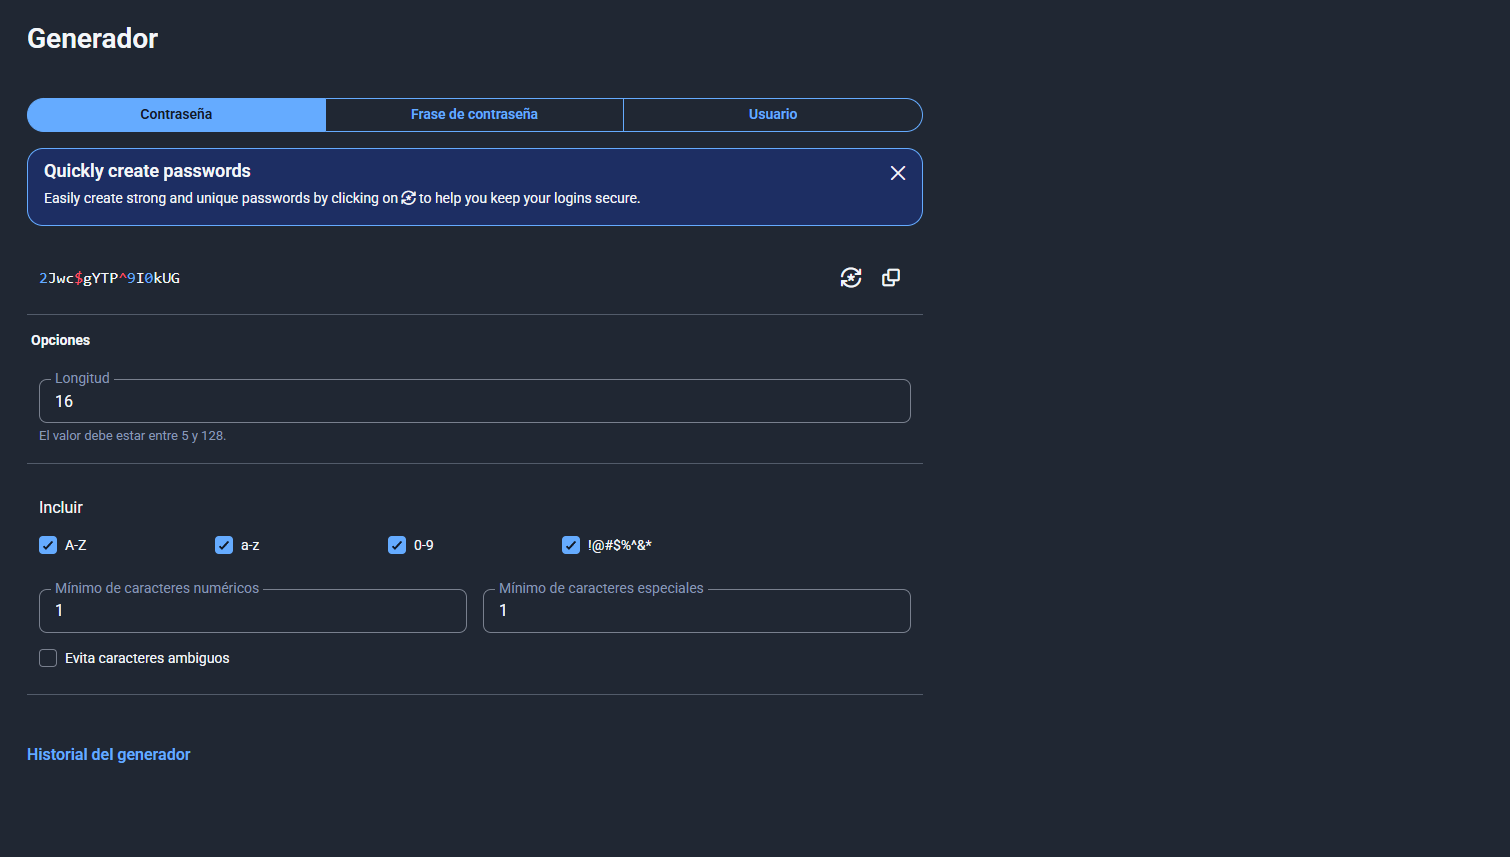 Generador
Contraseña
Frase de contraseña
Usuario
Quickly create passwords
Easily create strong and unique passwords by clicking on to help you keep your logins secure.
2Jwc$gYTP^9I0kUG
Opciones
Longitud
16
El valor debe estar entre 5 y 128.
Incluir
A-Z
a-z
0-9
!@#$%^&*
Mínimo de caracteres numéricos
1
Mínimo de caracteres especiales
1
Evita caracteres ambiguos
Historial del generador